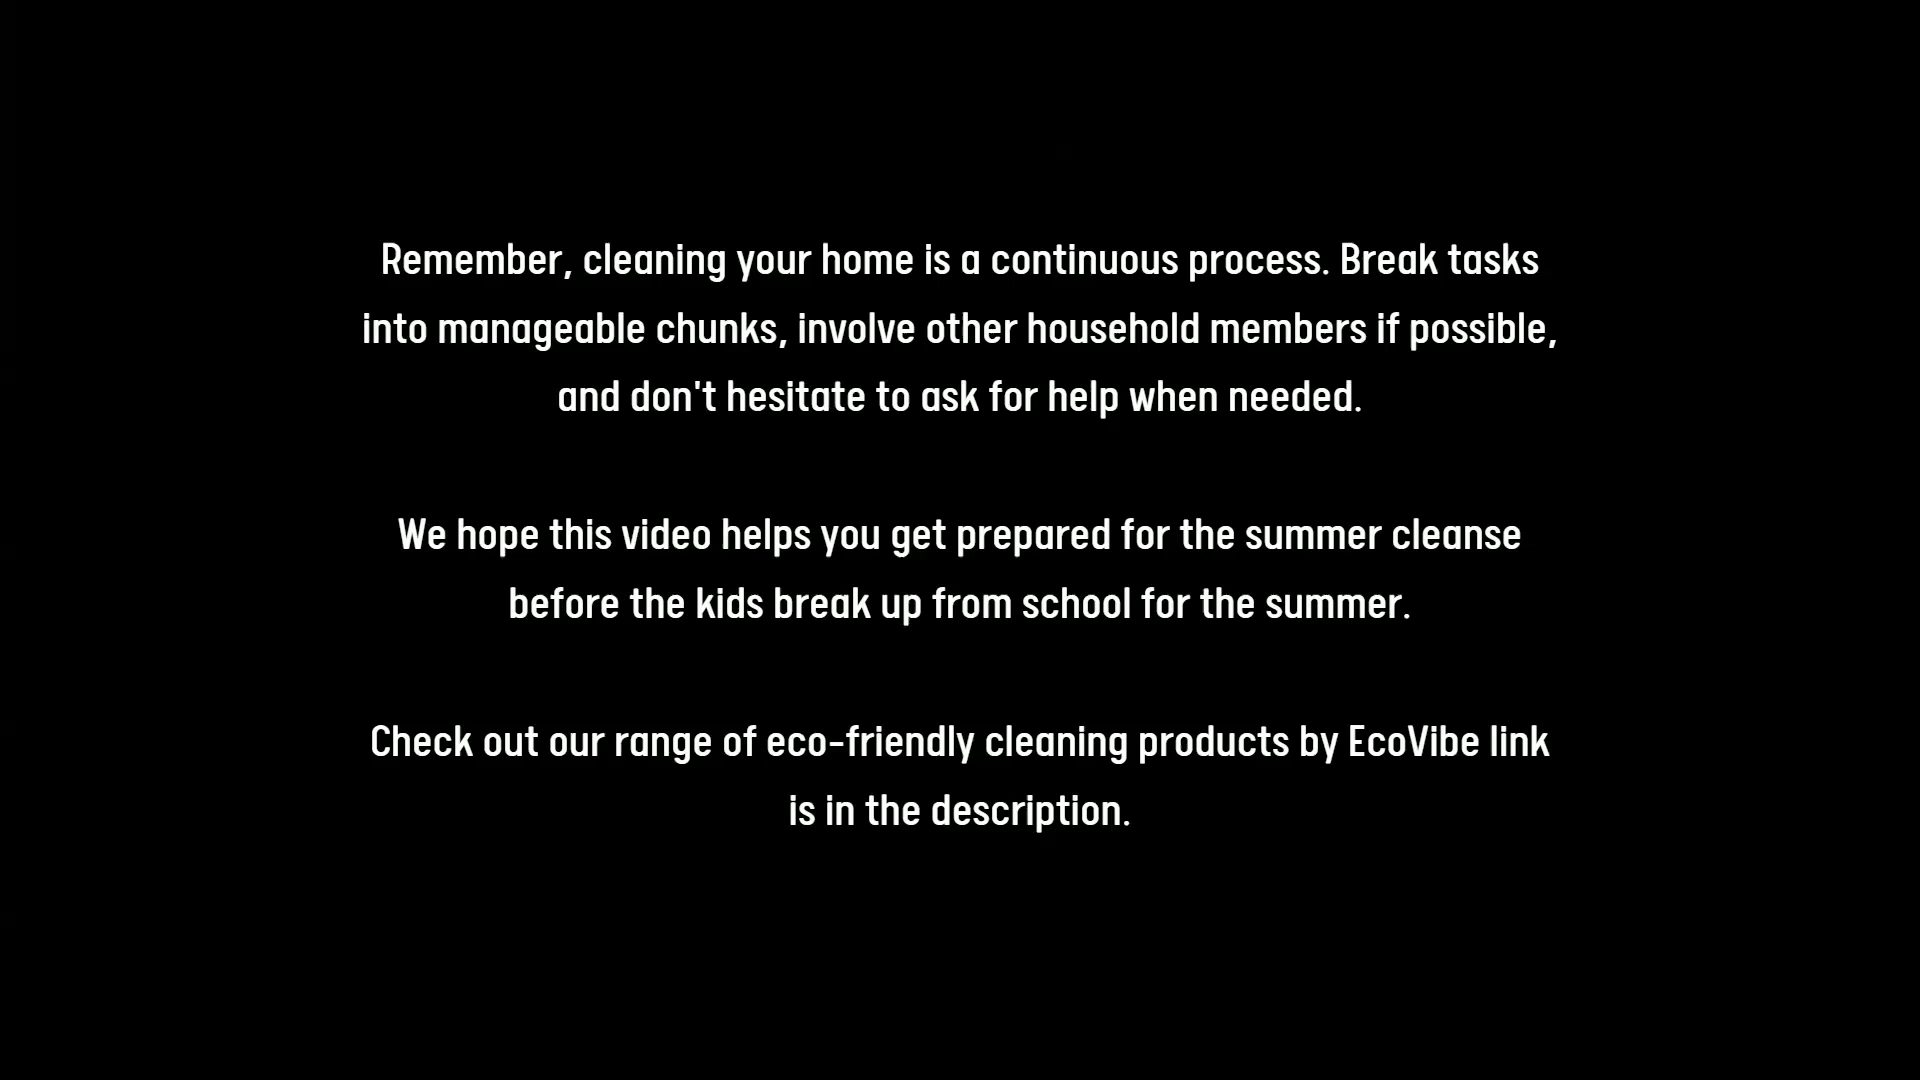 Remember, cleaning your home is a continuous process. Break tasks
into manageable chunks, involve other household members if possible,
and don't hesitate to ask for help when needed.
We hope this video helps you get prepared for the summer cleanse
before the kids break up from school for the summer.
Check out our range of eco-friendly cleaning products by EcoVibe link
is in the description.